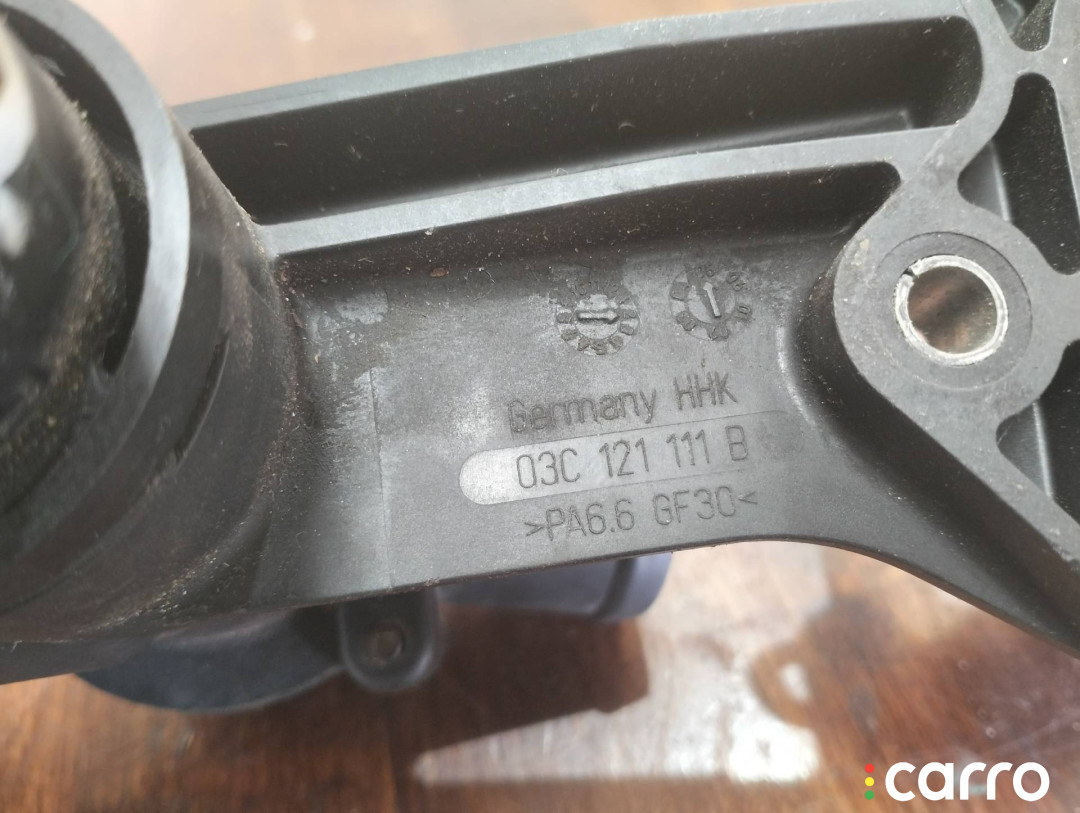 Germany HHK
03C 121 111 B
>PA6.6 GF30<
carro